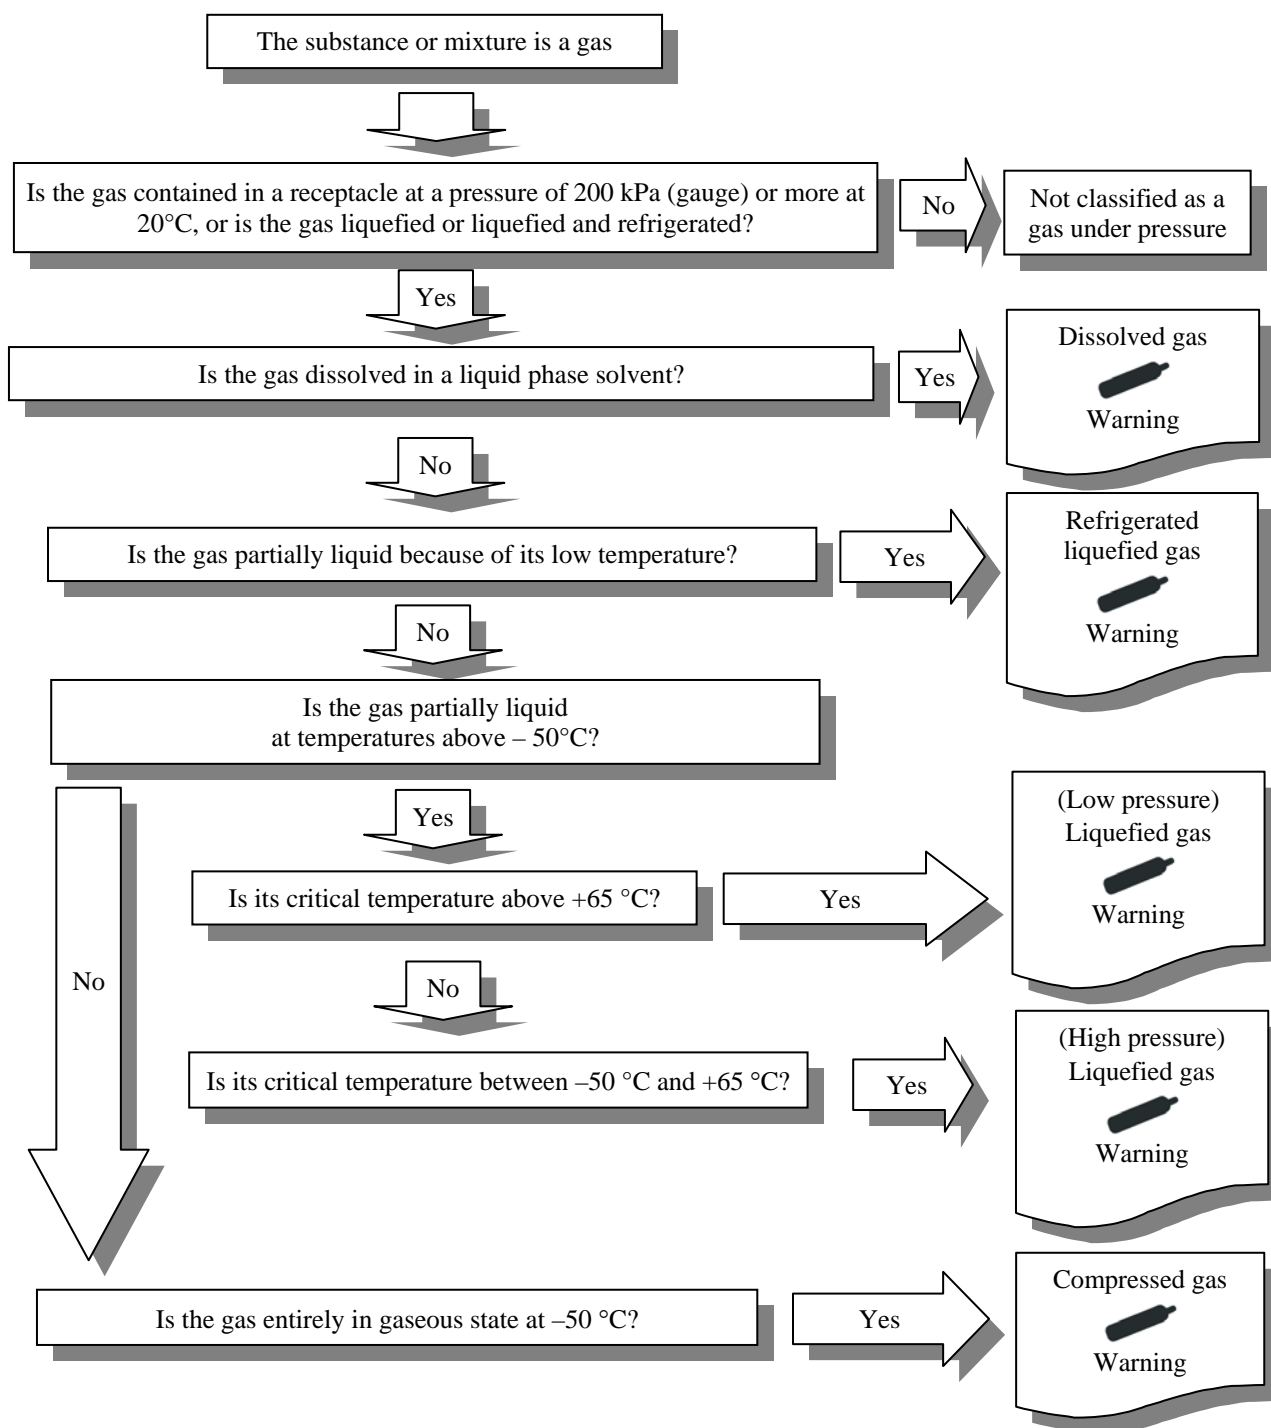 The substance or mixture is a gas
Is the gas contained in a receptacle at a pressure of 200 kPa (gauge) or more at
20°C, or is the gas liquefied or liquefied and refrigerated?
No
Not classified as a
gas under pressure
Yes
Is the gas dissolved in a liquid phase solvent?
Yes
Dissolved gas
Warning
No
Is the gas partially liquid because of its low temperature?
Yes
Refrigerated
liquefied gas
Warning
No
Is the gas partially liquid
at temperatures above – 50°C?
Yes
Is its critical temperature above +65 °C?
Yes
(Low pressure)
Liquefied gas
Warning
No
No
Is its critical temperature between –50 °C and +65 °C?
Yes
(High pressure)
Liquefied gas
Warning
Is the gas entirely in gaseous state at –50 °C?
Yes
Compressed gas
Warning